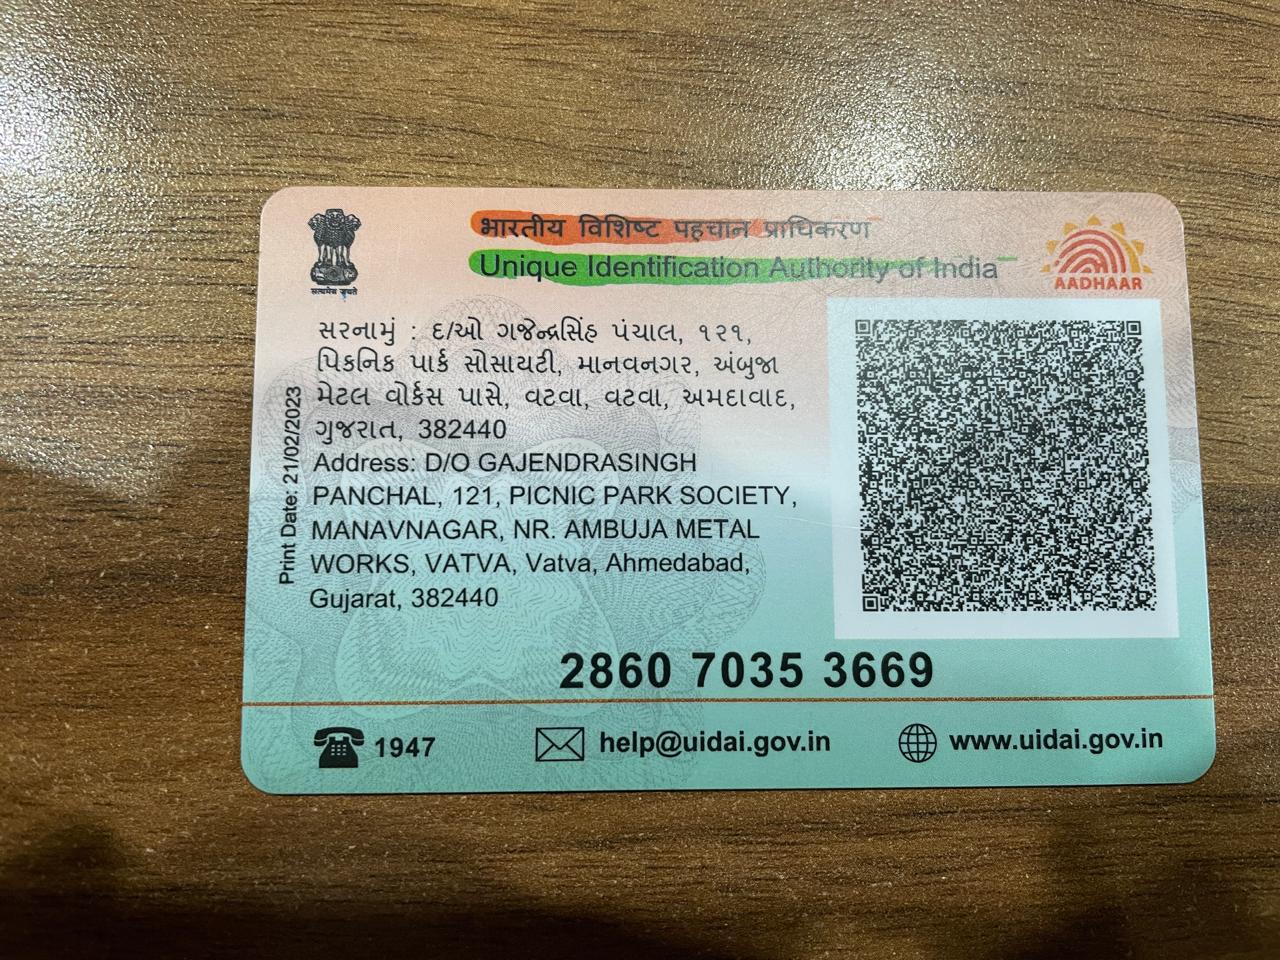 भारतीय विशिष्ट पहचान प्राधिकरण
Unique Identification Authority of India
सत्यमेव जयते
AADHAAR
સરનામું : દ/ઓ ગજેન્દ્રસિંહ પંચાલ, ૧૨૧,
પિકનિક પાર્ક સોસાયટી, માનવનગર, અંબુજા
મેટલ વોર્કસ પાસે, વટવા, વટવા, અમદાવાદ,
ગુજરાત, 382440
Address: D/O GAJENDRASINGH
PANCHAL, 121, PICNIC PARK SOCIETY,
MANAVNAGAR, NR. AMBUJA METAL
WORKS, VATVA, Vatva, Ahmedabad,
Gujarat, 382440
Print Date: 21/02/2023
2860 7035 3669
1947
help@uidai.gov.in
www.uidai.gov.in